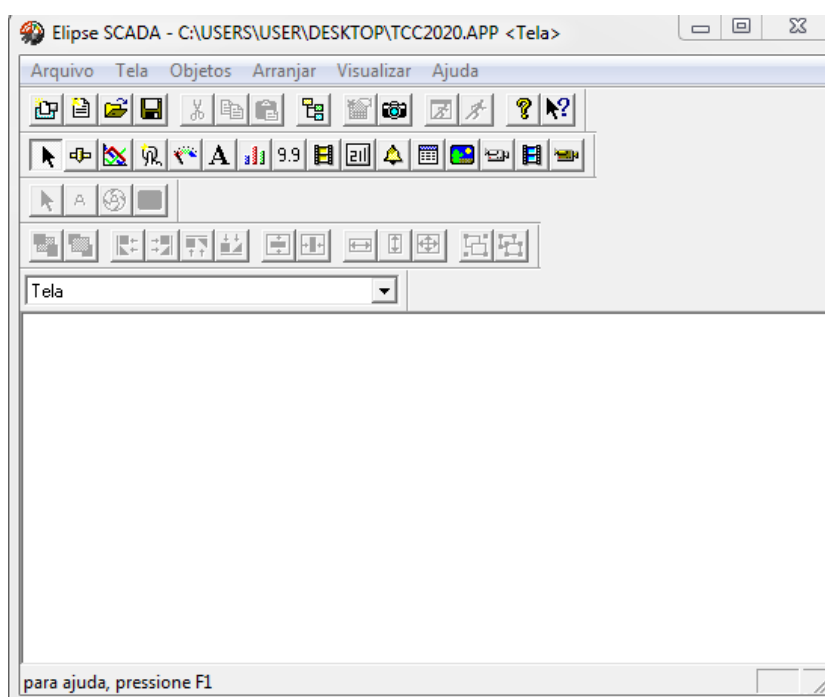 Elipse SCADA - C:\USERS\USER\DESKTOP\TCC2020.APP <Tela>
Arquivo Tela Objetos Arranjar Visualizar Ajuda
A 9.9
A
Tela
para ajuda, pressione F1